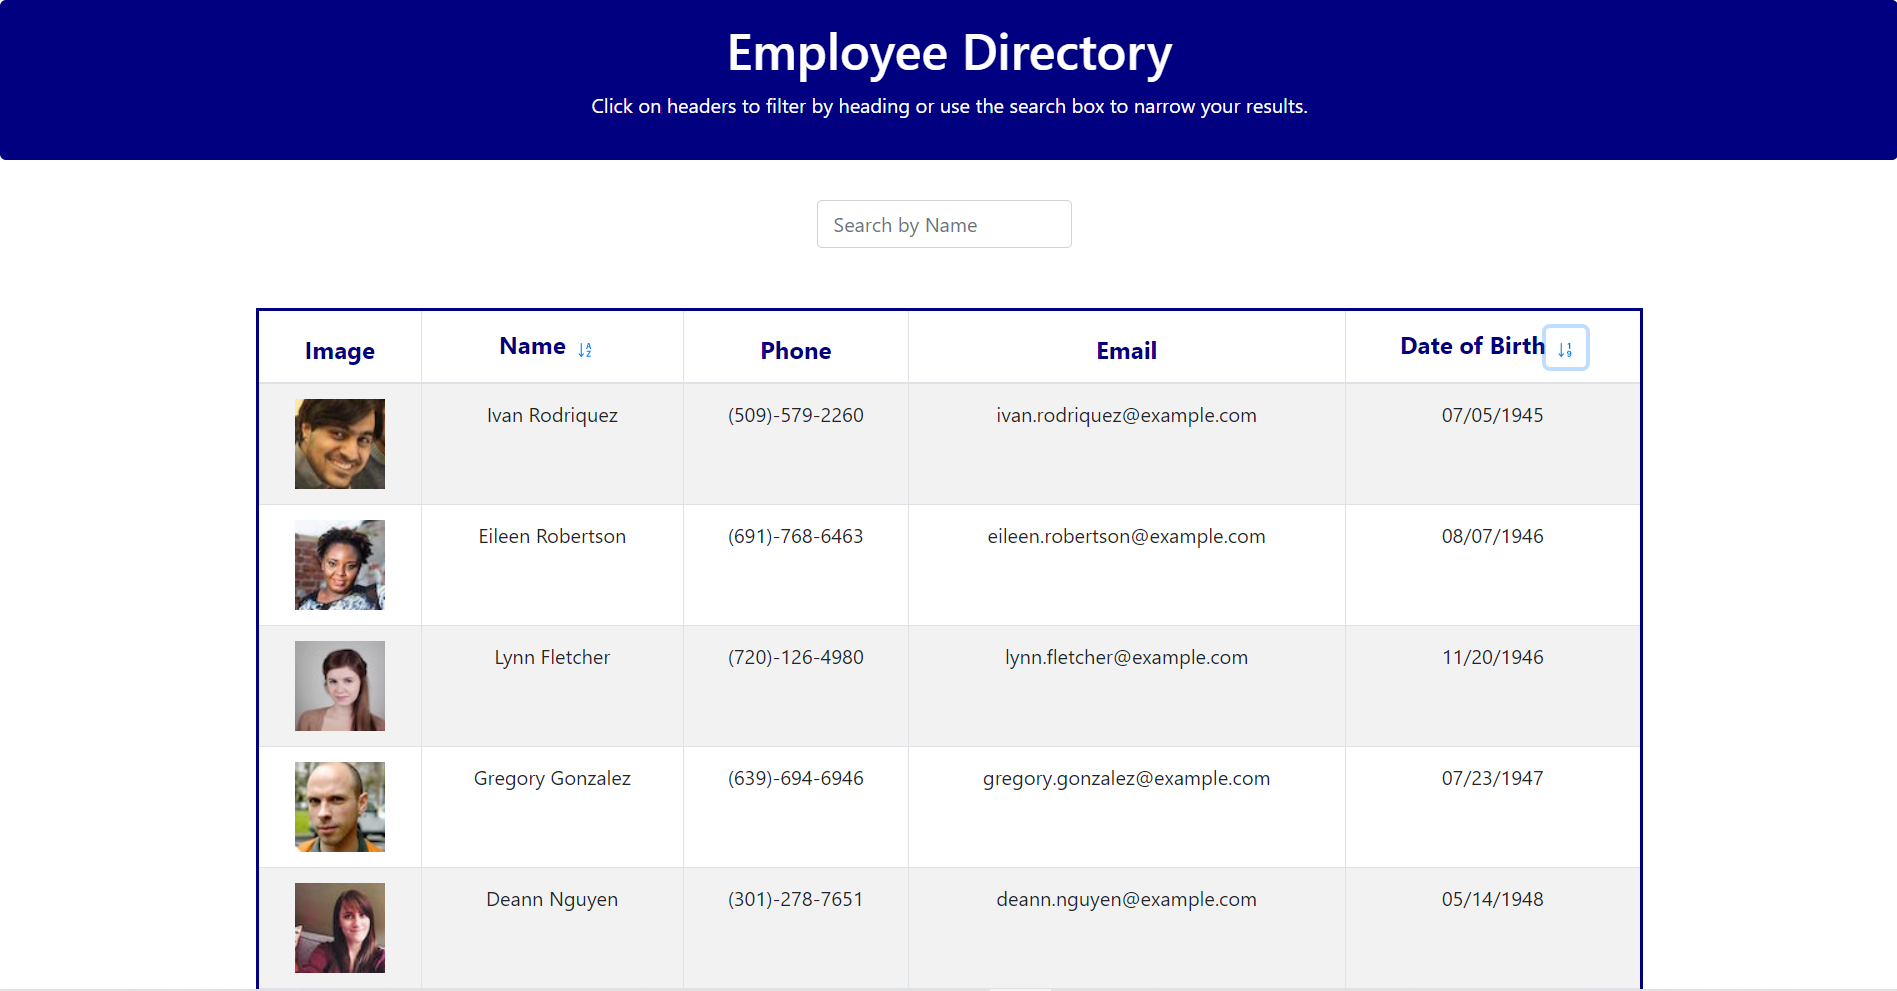 Employee Directory
Click on headers to filter by heading or use the search box to narrow your results.
Search by Name
Image Name Phone Email Date of Birth
Ivan Rodriquez (509)-579-2260 ivan.rodriquez@example.com 07/05/1945
Eileen Robertson (691)-768-6463 eileen.robertson@example.com 08/07/1946
Lynn Fletcher (720)-126-4980 lynn.fletcher@example.com 11/20/1946
Gregory Gonzalez (639)-694-6946 gregory.gonzalez@example.com 07/23/1947
Deann Nguyen (301)-278-7651 deann.nguyen@example.com 05/14/1948